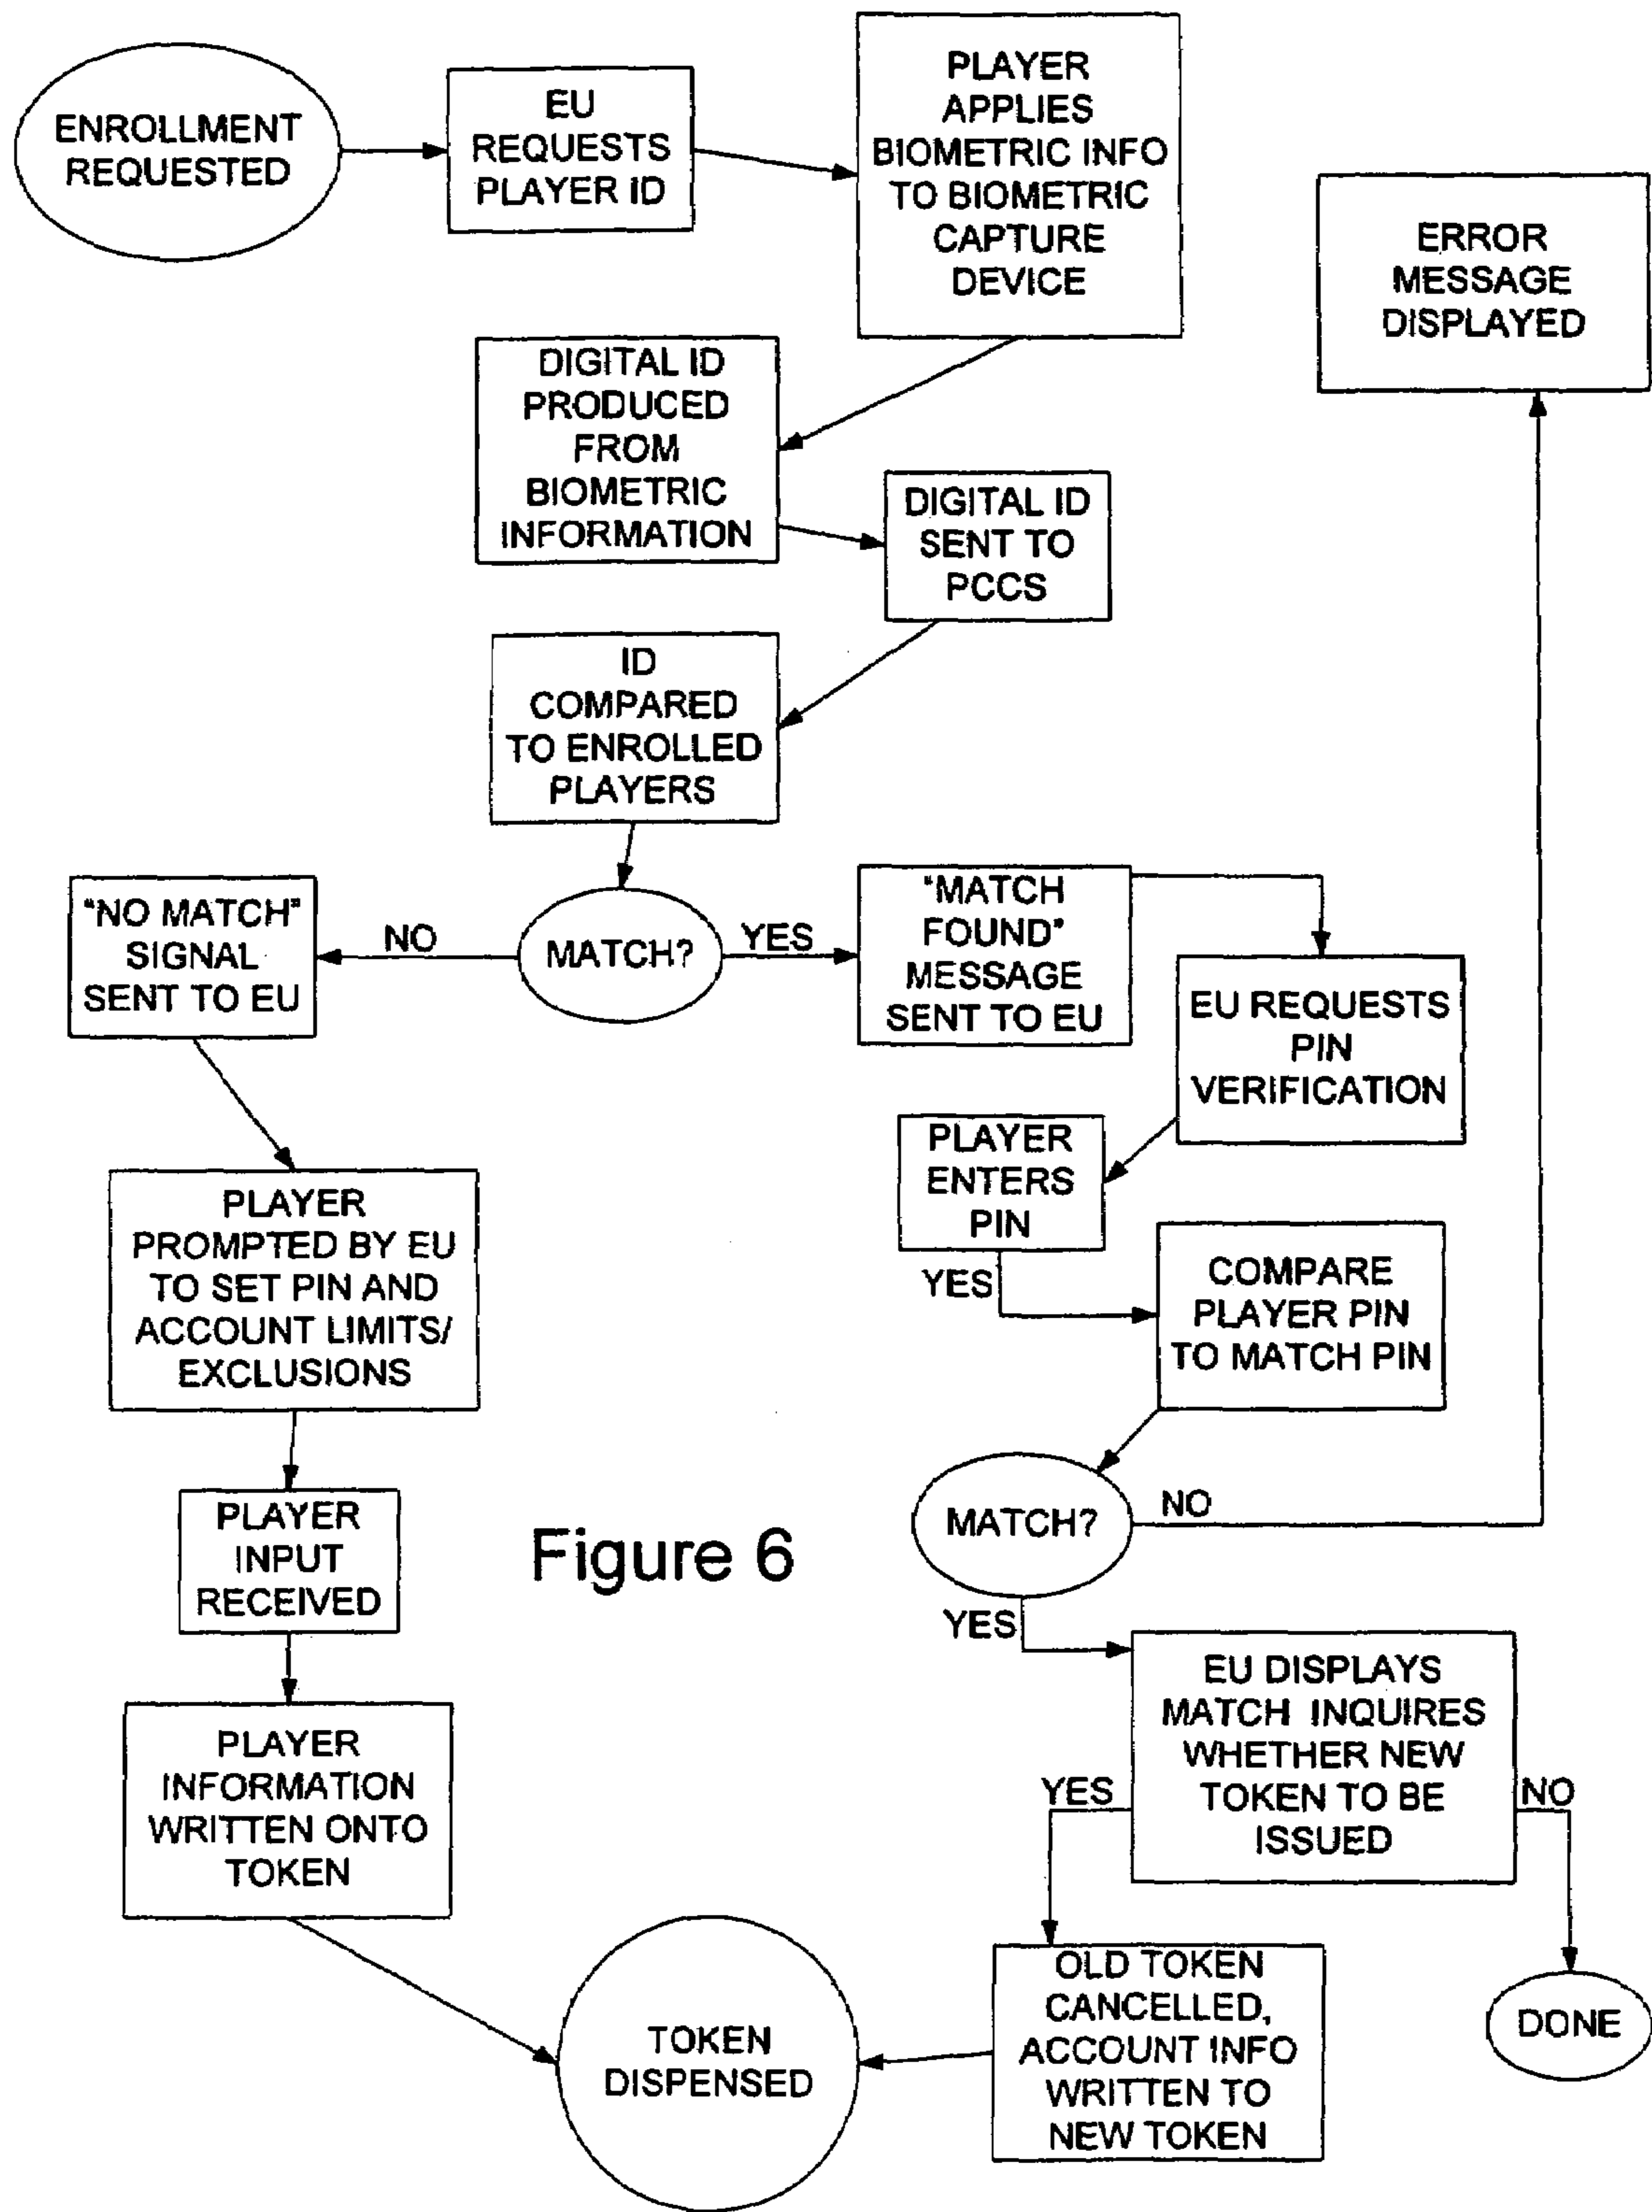 ENROLLMENT
REQUESTED
EU
REQUESTS
PLAYER ID
PLAYER
APPLIES
BIOMETRIC INFO
TO BIOMETRIC
CAPTURE
DEVICE
ERROR
MESSAGE
DISPLAYED
DIGITAL ID
PRODUCED
FROM
BIOMETRIC
INFORMATION
DIGITAL ID
SENT TO
PCCS
ID
COMPARED
TO ENROLLED
PLAYERS
MATCH?
NO
YES
"NO MATCH"
SIGNAL
SENT TO EU
"MATCH
FOUND"
MESSAGE
SENT TO EU
EU REQUESTS
PIN
VERIFICATION
PLAYER
ENTERS
PIN
YES
COMPARE
PLAYER PIN
TO MATCH PIN
PLAYER
PROMPTED BY EU
TO SET PIN AND
ACCOUNT LIMITS/
EXCLUSIONS
MATCH?
NO
YES
PLAYER
INPUT
RECEIVED
Figure 6
EU DISPLAYS
MATCH INQUIRES
WHETHER NEW
TOKEN TO BE
ISSUED
YES
NO
PLAYER
INFORMATION
WRITTEN ONTO
TOKEN
OLD TOKEN
CANCELLED,
ACCOUNT INFO
WRITTEN TO
NEW TOKEN
DONE
TOKEN
DISPENSED